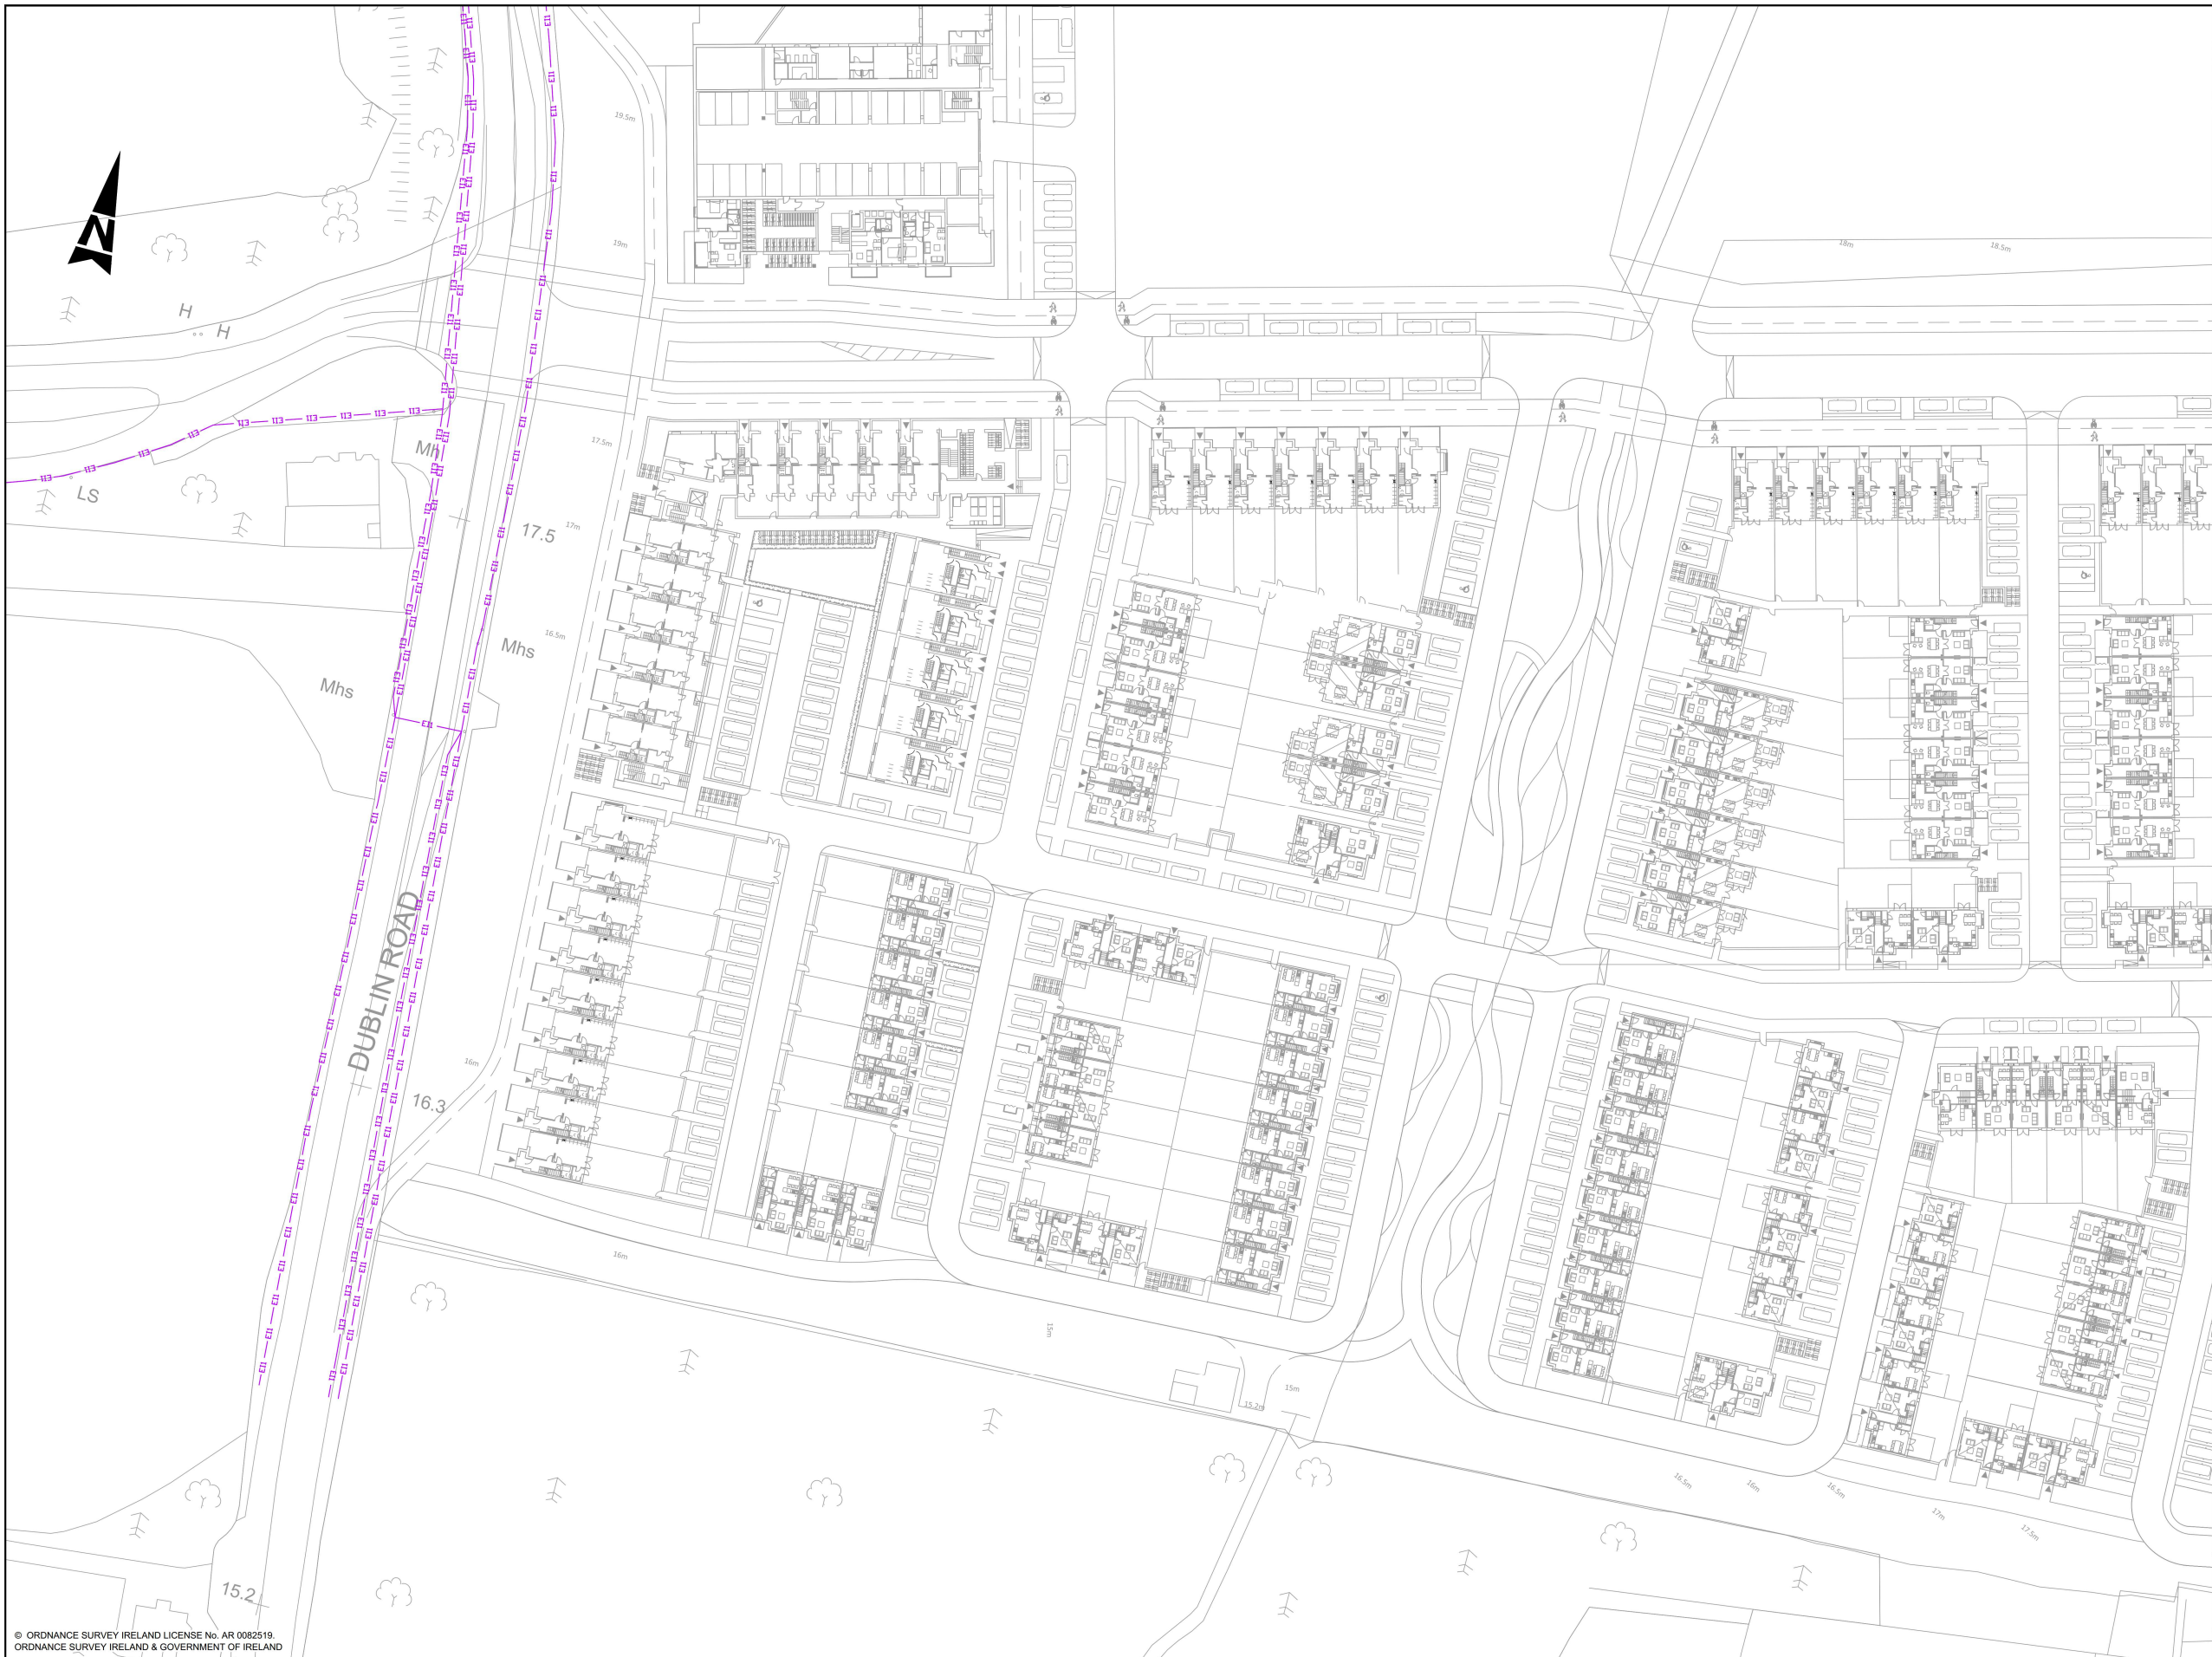 19.5m
19m
18m
18.5m
N
H
H
Mh
LS
17.5m
17.5
17m
16.5m
Mhs
Mhs
DUBLIN ROAD
16m
16.3
16m
15m
15m
15.2m
16.5m
16m
16.5m
17m
17.5m
15.2
© ORDNANCE SURVEY IRELAND LICENSE No. AR 0082519.
ORDNANCE SURVEY IRELAND & GOVERNMENT OF IRELAND